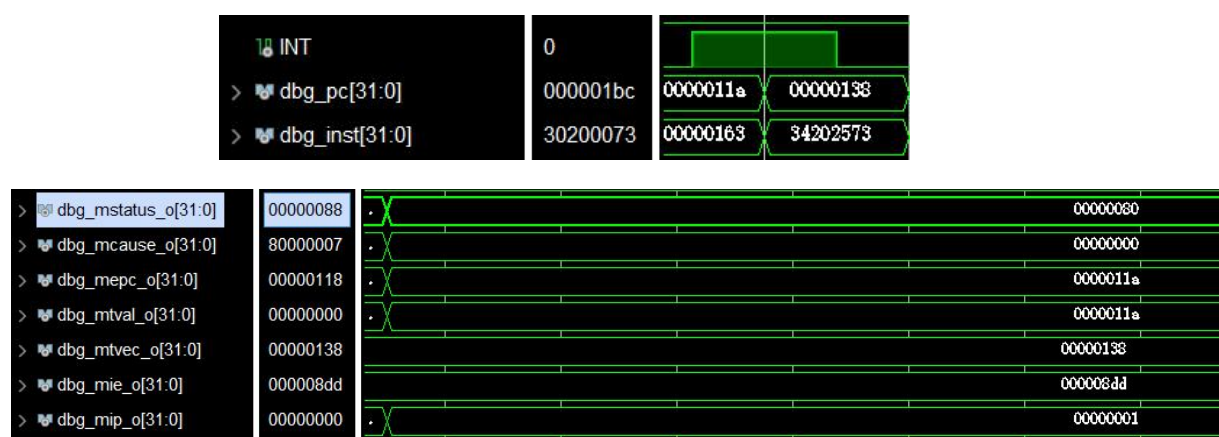 INT 0
> dbg_pc[31:0] 000001bc 0000011a 00000138
> dbg_inst[31:0] 30200073 00000163 34202573
> dbg_mstatus_o[31:0] 00000088 . 00000080
> dbg_mcause_o[31:0] 80000007 . 00000000
> dbg_mepc_o[31:0] 00000118 . 0000011a
> dbg_mtval_o[31:0] 00000000 . 0000011a
> dbg_mtvec_o[31:0] 00000138 00000138
> dbg_mie_o[31:0] 000008dd 000008dd
> dbg_mip_o[31:0] 00000000 . 00000001